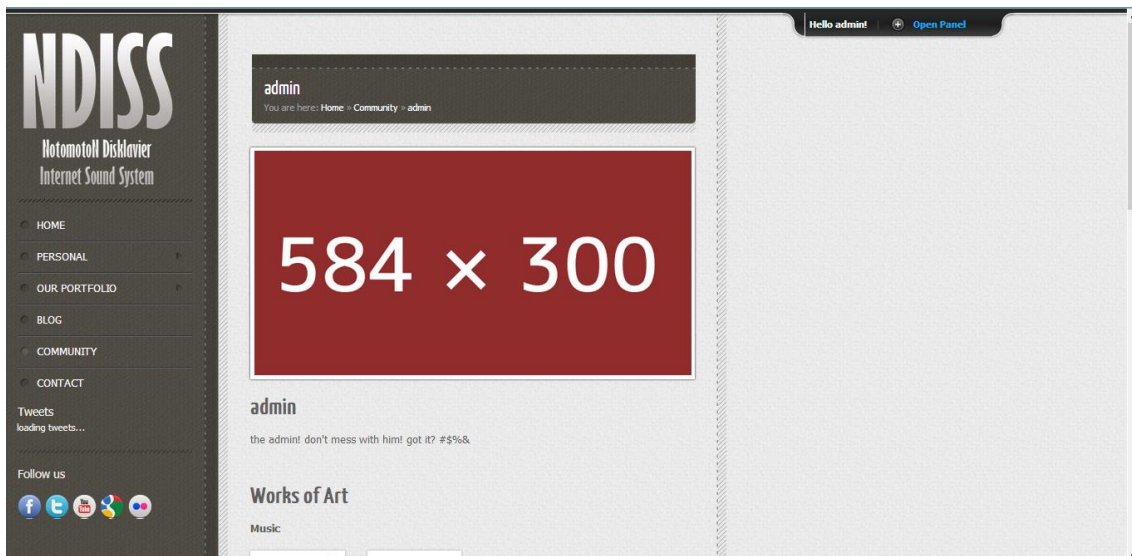 NDISS
NotomotoN Disklavier
Internet Sound System
HOME
PERSONAL
OUR PORTFOLIO
BLOG
COMMUNITY
CONTACT
Tweets
loading tweets...
Follow us
f t You Tube g
Hello admin! Open Panel
admin
You are here: Home » Community » admin
584 × 300
admin
the admin! don't mess with him! got it? #$%&
Works of Art
Music